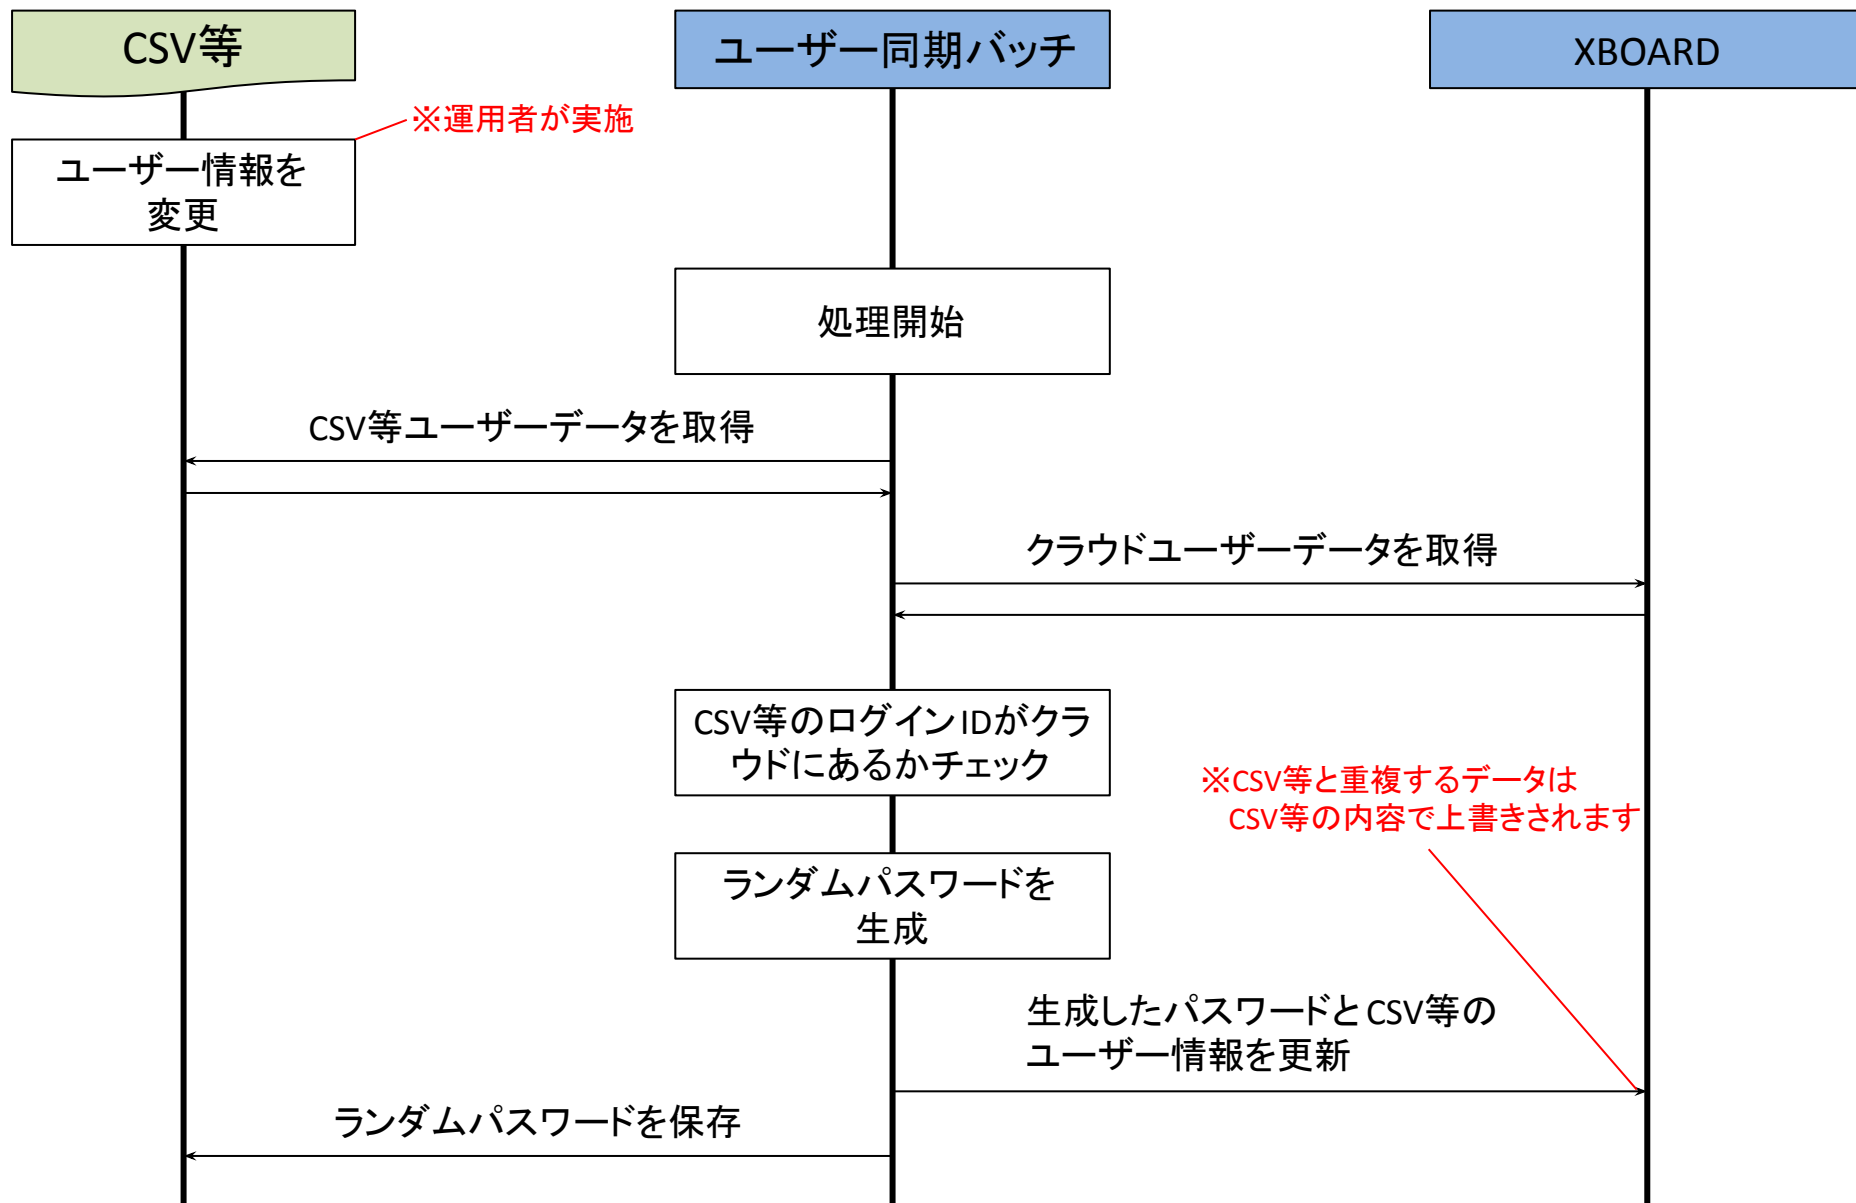 CSV等
ユーザー同期バッチ
XBOARD
※運用者が実施
ユーザー情報を
変更
処理開始
CSV等ユーザーデータを取得
クラウドユーザーデータを取得
CSV等のログインIDがクラ
ウドにあるかチェック
※CSV等と重複するデータは
CSV等の内容で上書きされます
ランダムパスワードを
生成
生成したパスワードとCSV等の
ユーザー情報を更新
ランダムパスワードを保存